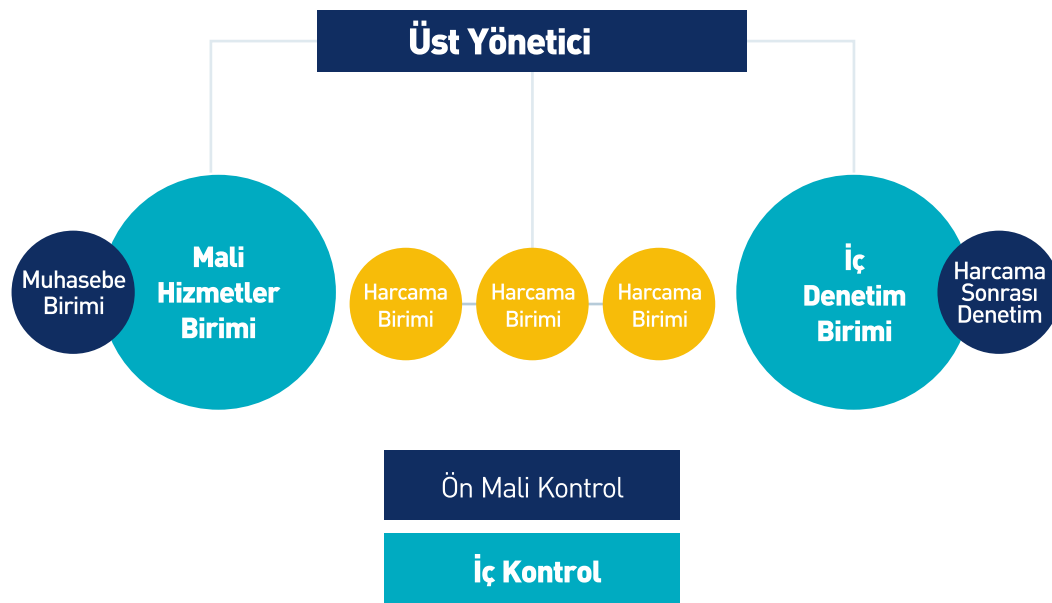 Üst Yönetici
Muhasebe
Birimi
Mali
Hizmetler
Birimi
Harcama
Birimi
Harcama
Birimi
Harcama
Birimi
İç
Denetim
Birimi
Harcama
Sonrası
Denetim
Ön Mali Kontrol
İç Kontrol